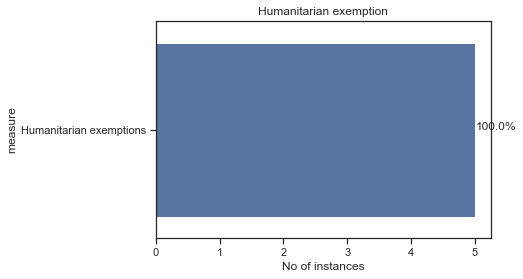 Humanitarian exemption
measure
Humanitarian exemptions
100.0%
0 1 2 3 4 5
No of instances